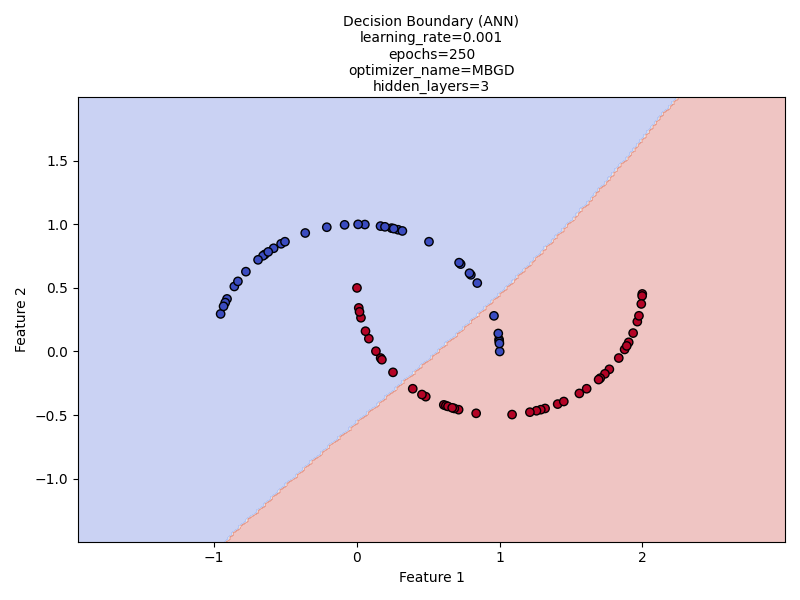 Decision Boundary (ANN)
learning_rate=0.001
epochs=250
optimizer_name=MBGD
hidden_layers=3
1.5
1.0
0.5
0.0
−0.5
−1.0
Feature 2
−1
0
1
2
Feature 1